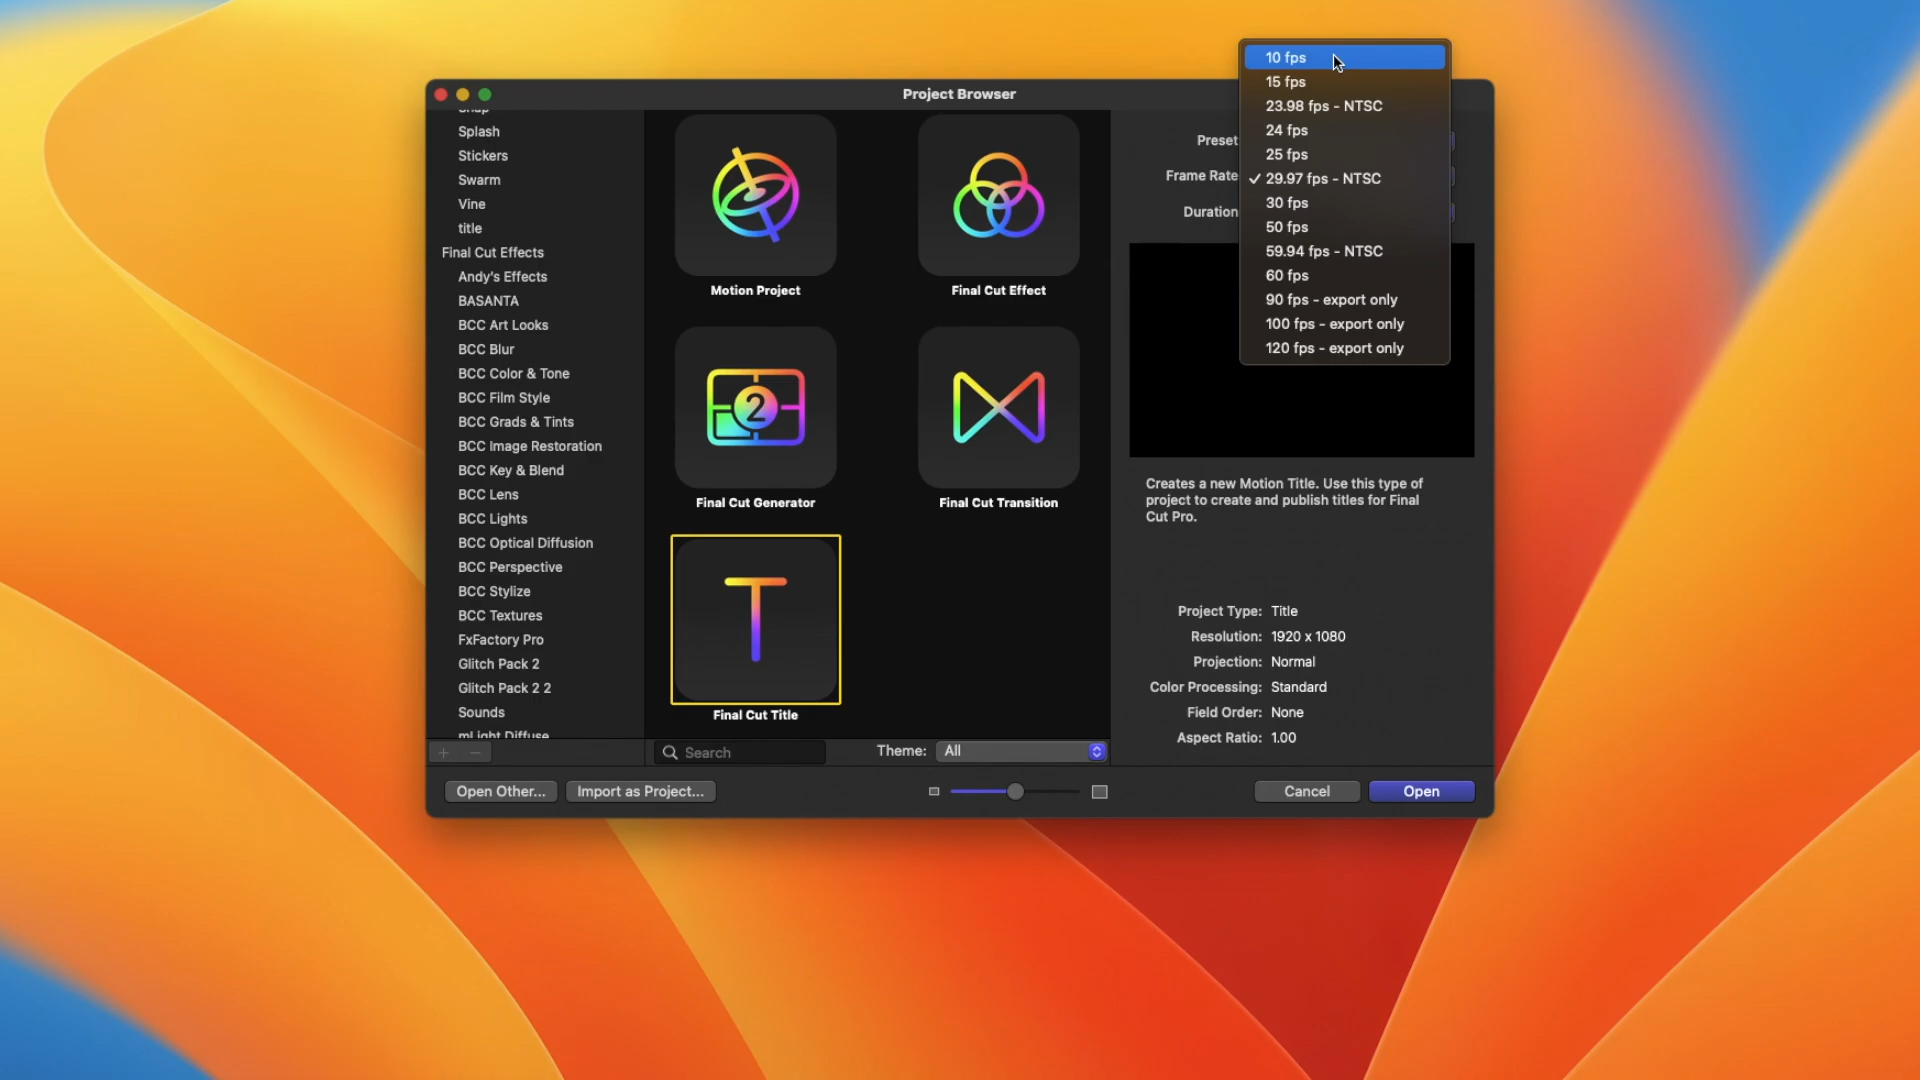 Project Browser
Snap
Splash
Stickers
Swarm
Vine
title
Final Cut Effects
Andy's Effects
BASANTA
BCC Art Looks
BCC Blur
BCC Color & Tone
BCC Film Style
BCC Grads & Tints
BCC Image Restoration
BCC Key & Blend
BCC Lens
BCC Lights
BCC Optical Diffusion
BCC Perspective
BCC Stylize
BCC Textures
FxFactory Pro
Glitch Pack 2
Glitch Pack 2 2
Sounds
mLight Diffuse
Motion Project
Final Cut Effect
2
Final Cut Generator
Final Cut Transition
T
Final Cut Title
Search
Theme: All
Preset
Frame Rate
Duration
10 fps
15 fps
23.98 fps - NTSC
24 fps
25 fps
✓ 29.97 fps - NTSC
30 fps
50 fps
59.94 fps - NTSC
60 fps
90 fps - export only
100 fps - export only
120 fps - export only
Creates a new Motion Title. Use this type of
project to create and publish titles for Final
Cut Pro.
Project Type: Title
Resolution: 1920 x 1080
Projection: Normal
Color Processing: Standard
Field Order: None
Aspect Ratio: 1.00
Open Other...
Import as Project...
Cancel
Open